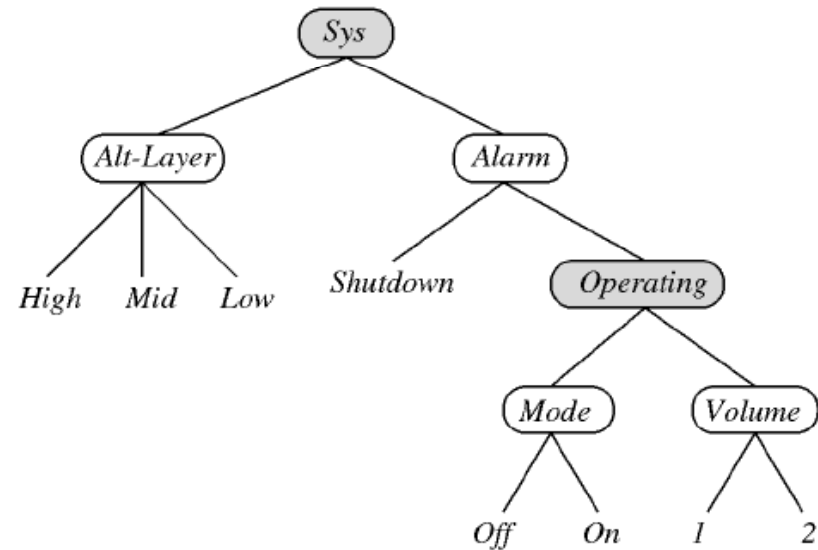 Sys
Alt-Layer
Alarm
High
Mid
Low
Shutdown
Operating
Mode
Volume
Off
On
1
2